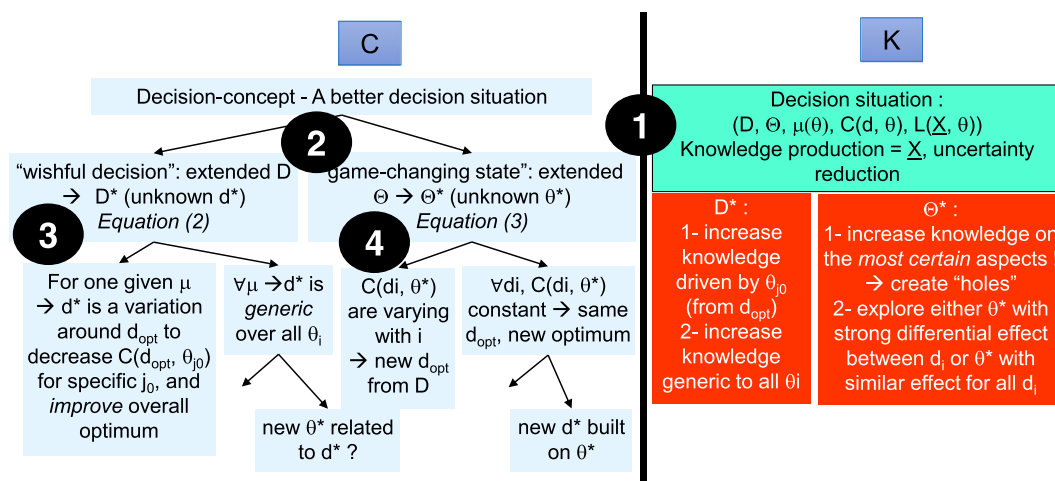 C
K
Decision-concept - A better decision situation
1
Decision situation :
(D, Θ, μ(θ), C(d, θ), L(X, θ))
Knowledge production = X, uncertainty
reduction
2
“wishful decision”: extended D
→ D* (unknown d*)
Equation (2)
game-changing state”: extended
Θ → Θ* (unknown θ*)
Equation (3)
3
For one given μ
→ d* is a variation
around dopt to
decrease C(dopt, θj0)
for specific j0, and
improve overall
optimum
∀μ → d* is
generic
over all θi
4
C(di, θ*)
are varying
with i
→ new dopt
from D
∀di, C(di, θ*)
constant → same
dopt, new optimum
new θ* related
to d* ?
new d* built
on θ*
D* :
1- increase
knowledge
driven by θj0
(from dopt)
2- increase
knowledge
generic to all θi
Θ* :
1- increase knowledge on
the most certain aspects
→ create “holes”
2- explore either θ* with
strong differential effect
between di or θ* with
similar effect for all di